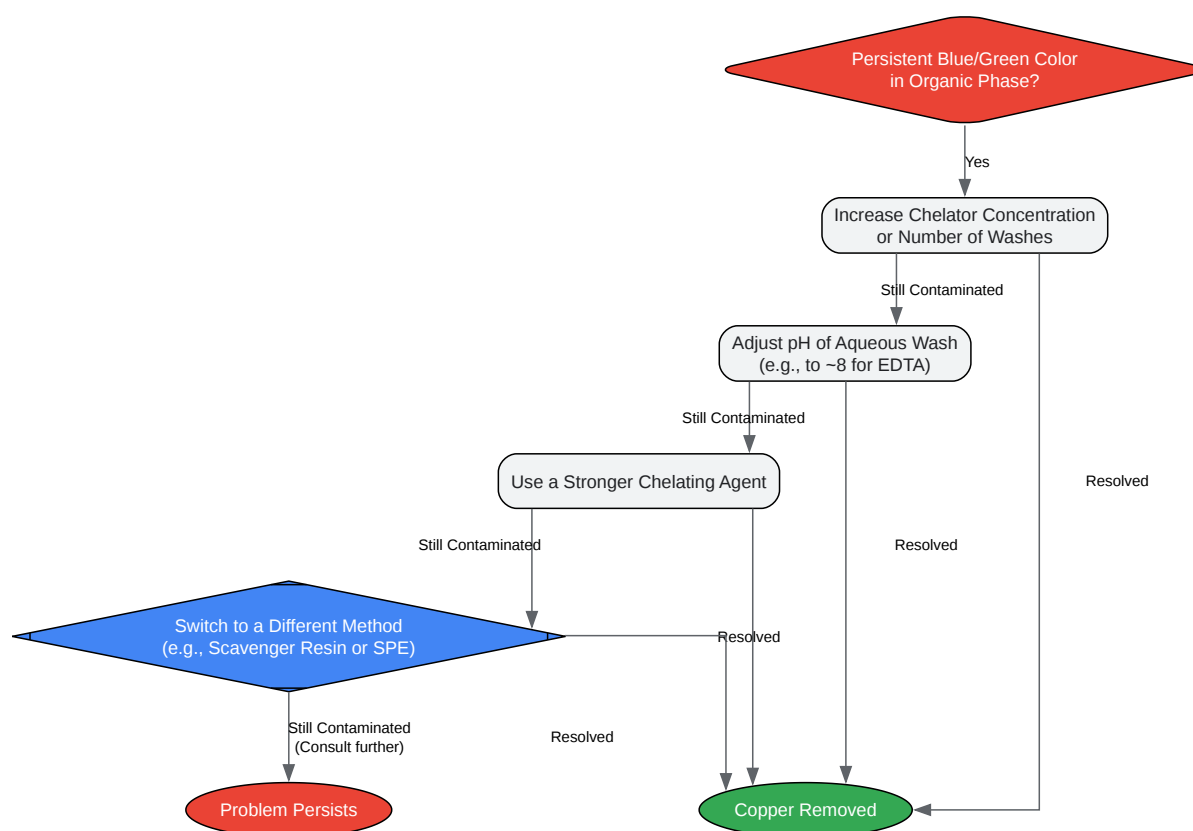 Persistent Blue/Green Color
in Organic Phase?
Yes
Increase Chelator Concentration
or Number of Washes
Still Contaminated
Adjust pH of Aqueous Wash
(e.g., to ~8 for EDTA)
Still Contaminated
Use a Stronger Chelating Agent
Resolved
Still Contaminated
Resolved
Switch to a Different Method
(e.g., Scavenger Resin or SPE)
Resolved
Still Contaminated
(Consult further)
Resolved
Problem Persists
Copper Removed